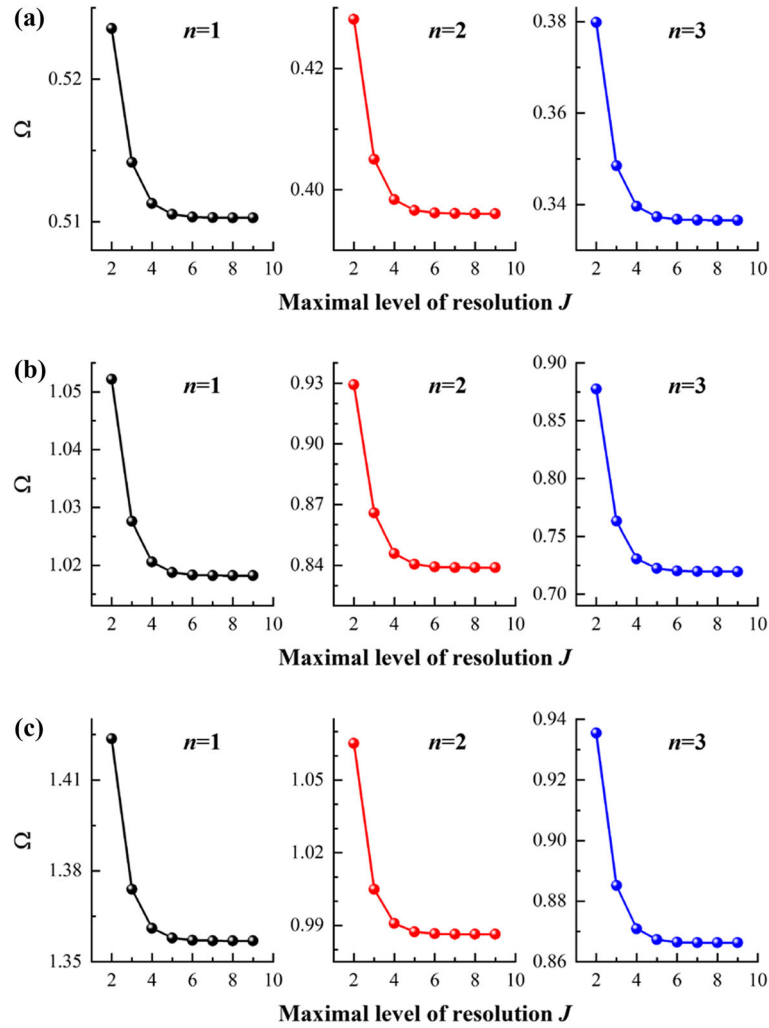 (a)
n=1 n=2 n=3
0.52 0.51
0.42 0.40
0.38 0.36 0.34
Ω
2 4 6 8 10 2 4 6 8 10 2 4 6 8 10
Maximal level of resolution J
(b)
n=1 n=2 n=3
1.05 1.04 1.03 1.02
0.93 0.90 0.87 0.84
0.90 0.85 0.80 0.75 0.70
Ω
2 4 6 8 10 2 4 6 8 10 2 4 6 8 10
Maximal level of resolution J
(c)
n=1 n=2 n=3
1.41 1.38 1.35
1.05 1.02 0.99
0.94 0.92 0.90 0.88 0.86
Ω
2 4 6 8 10 2 4 6 8 10 2 4 6 8 10
Maximal level of resolution J